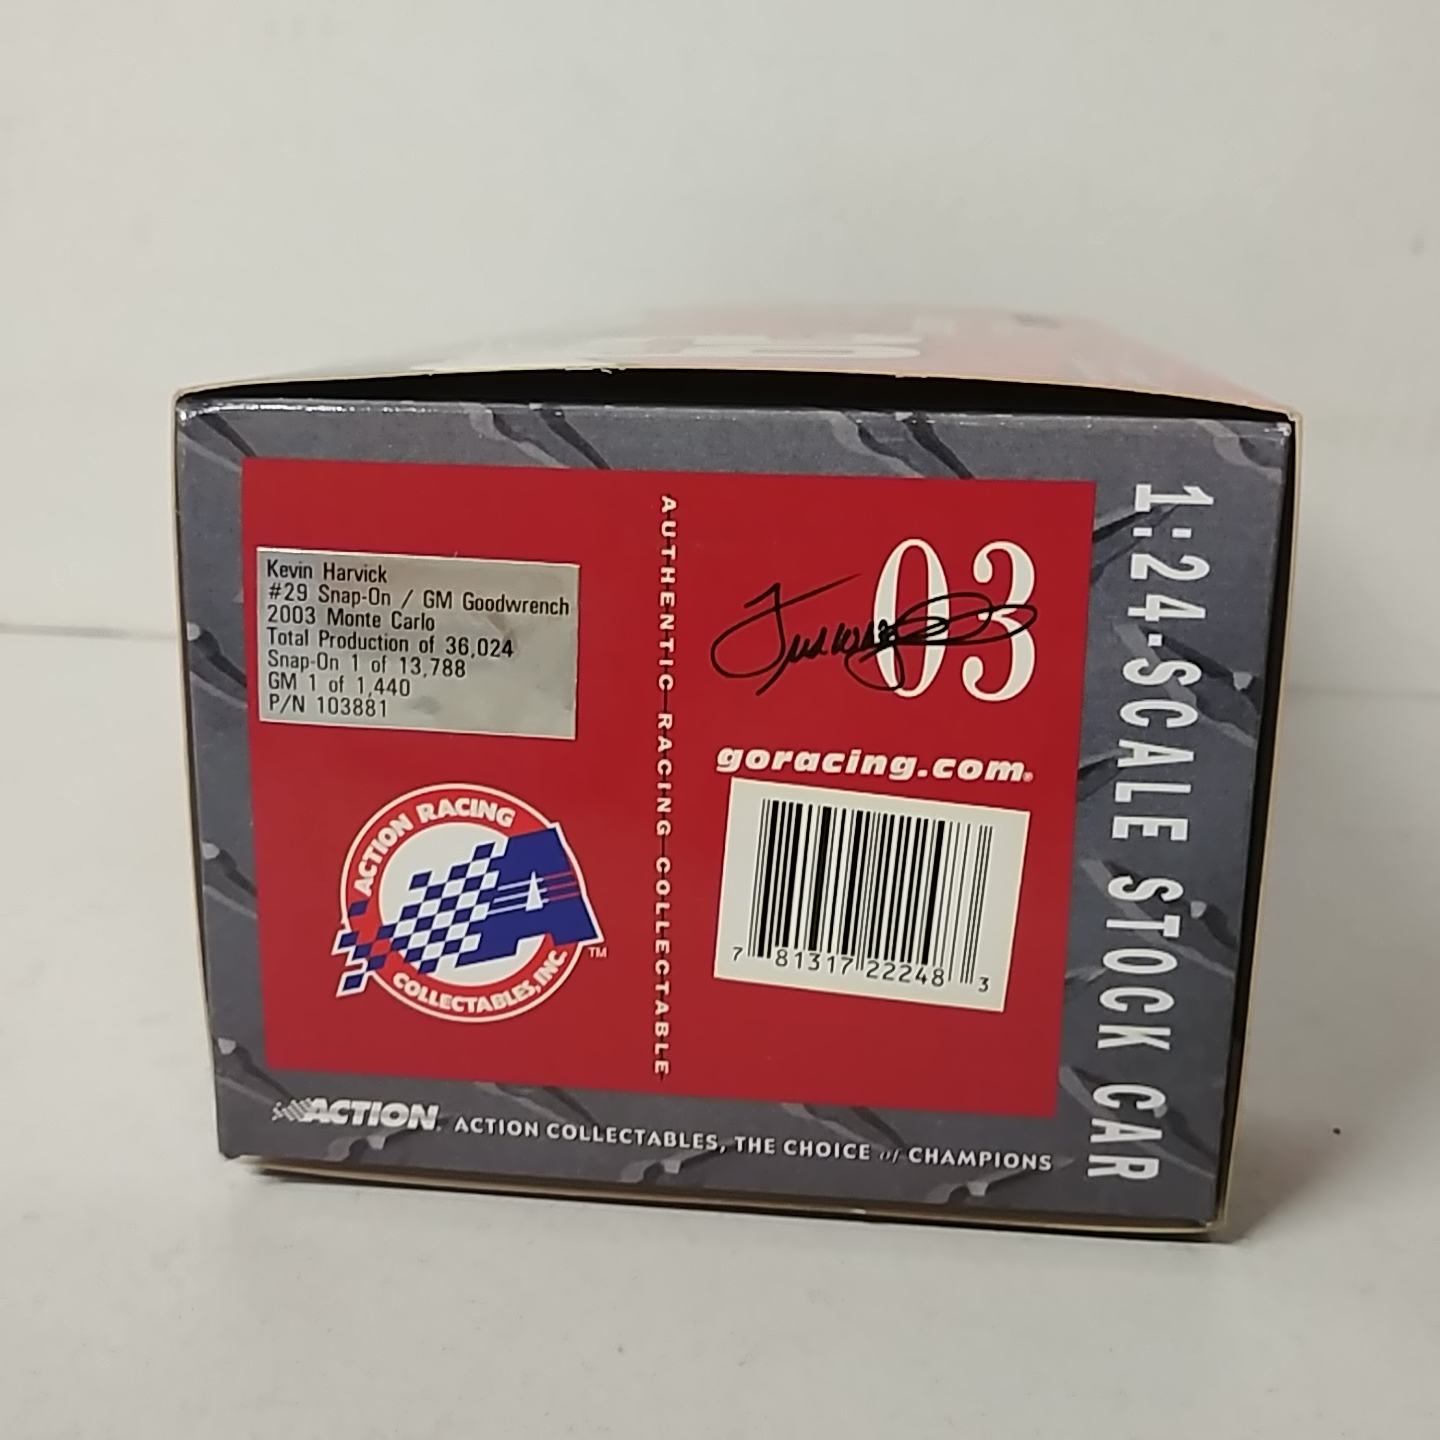 Kevin Harvick
#29 Snap-On / GM Goodwrench
2003 Monte Carlo
Total Production of 36,024
Snap-On 1 of 13,788
GM 1 of 1,440
P/N 103881
AUTHENTIC RACING COLLECTABLE
03
goracing.com®
7 81317 22248 3
ACTION RACING
COLLECTABLES, INC.
TM
1:24-SCALE STOCK CAR
ACTION. ACTION COLLECTABLES, THE CHOICE of CHAMPIONS